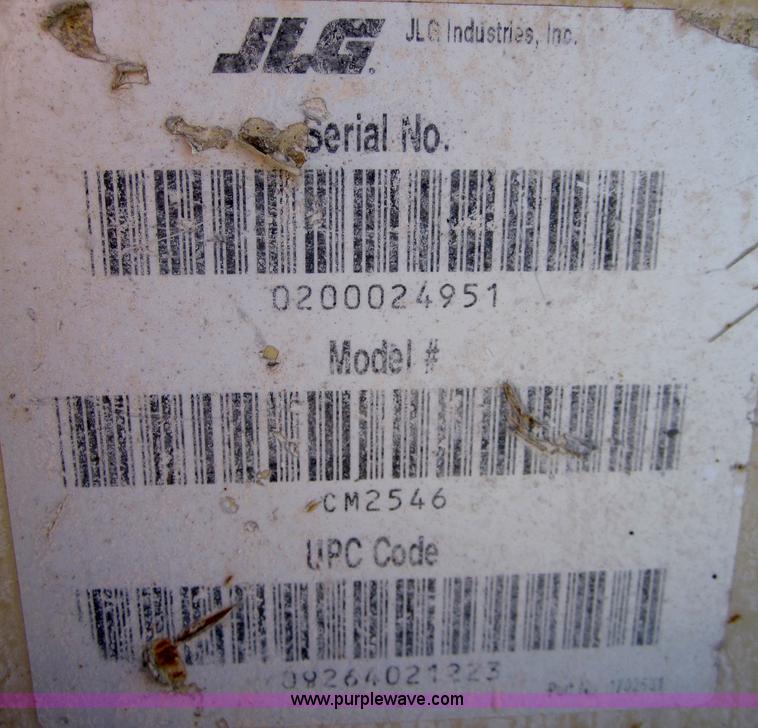 JLG JLG Industries, Inc.
Serial No.
0200024951
Model #
CM2546
UPC Code
09264021223
www.purplewave.com